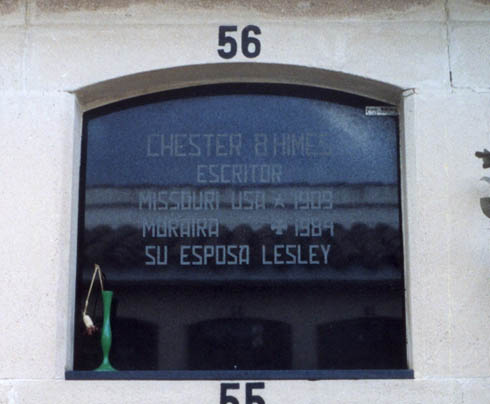 56
CHESTER B HIMES
ESCRITOR
MISSOURI USA ☆ 1909
MORAIRA ✠ 1984
SU ESPOSA LESLEY
55